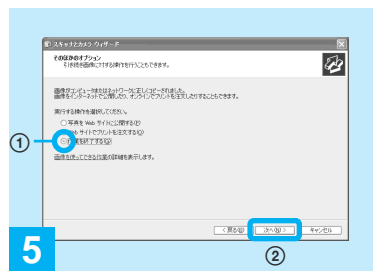 スキャナとカメラ ウィザード
そのほかのオプション
引き続き画像に対する操作を行うこともできます。
画像がコンピュータまたはネットワークに正しくコピーされました。
画像をインターネットで公開したり、オンラインでプリントを注文したりすることもできます。
実行する操作を選択してください。
写真を Web サイトに公開する(P)
Web サイトでプリントを注文する(O)
①
作業を終了する(O)
画像を使ってできる作業の詳細を表示します。
< 戻る(B)
次へ(N) >
キャンセル
②
5